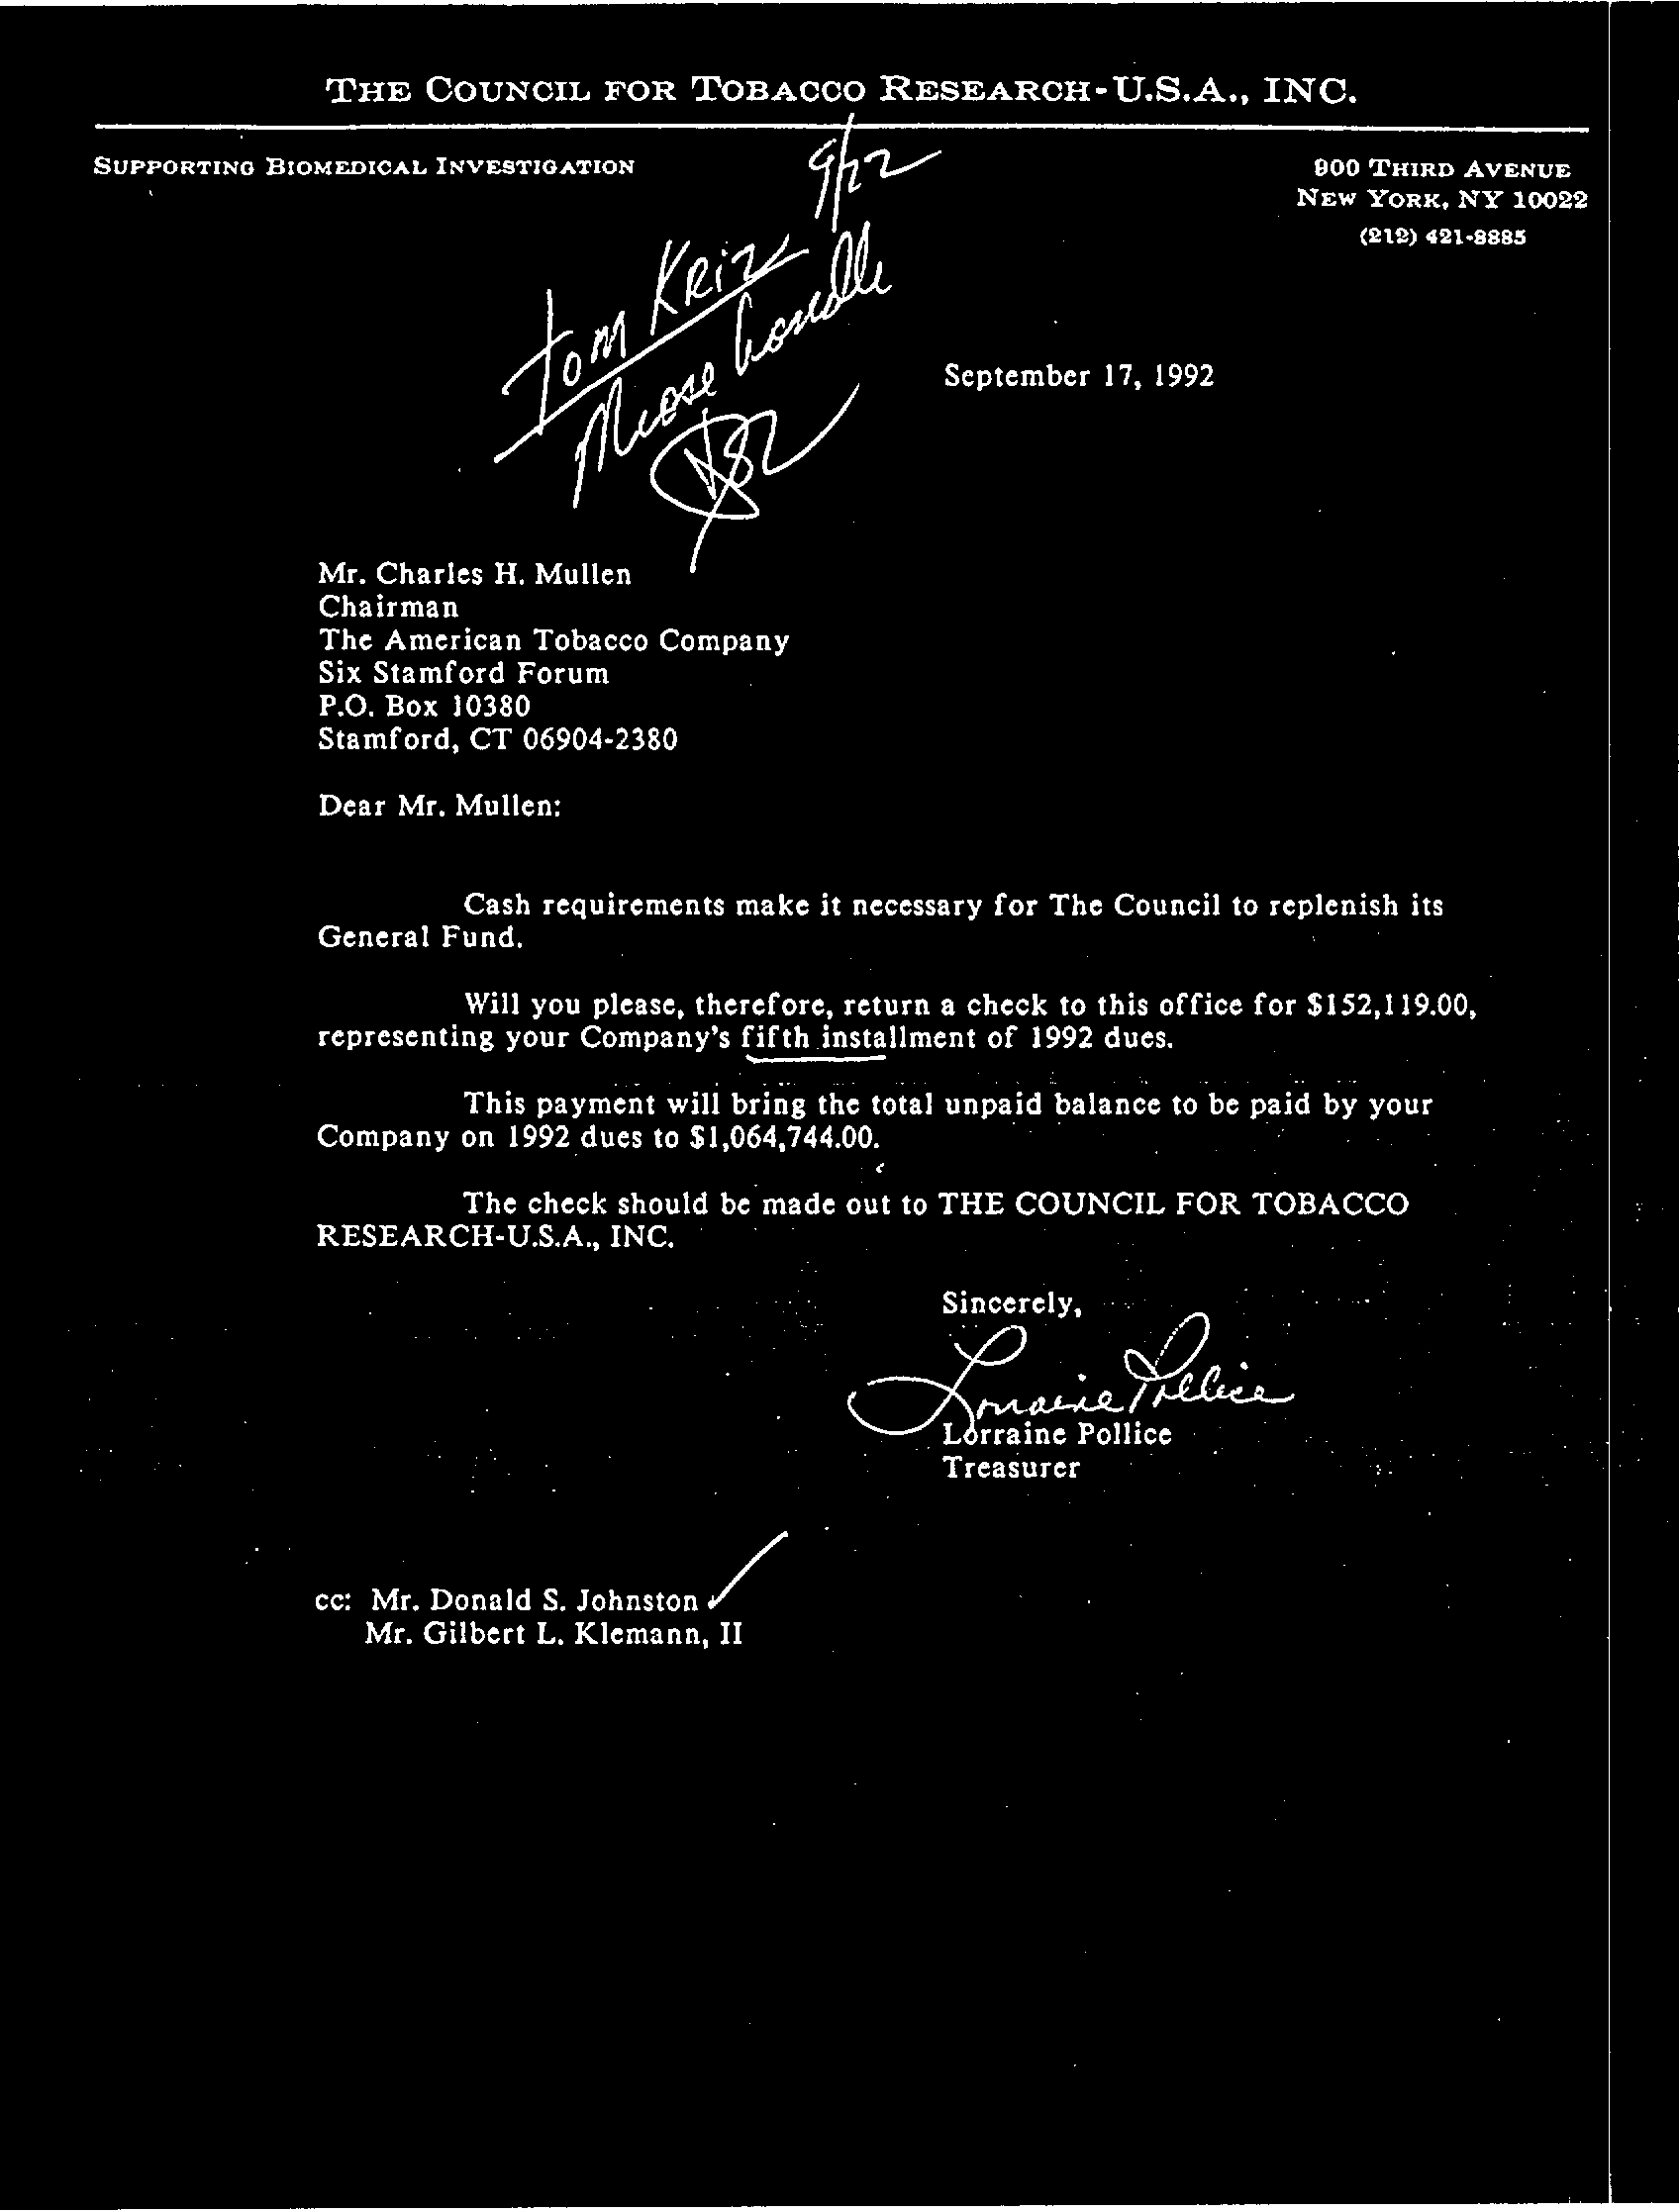 THE COUNCIL FOR TOBACCO RESEARCH-U.S.A., INC.
SUPPORTING BIOMEDICAL INVESTIGATION
900 THIRD AVENUE
NEW YORK, NY 10022
(212) 421-8885
9/22
Tom KRizk
Please handle
September 17, 1992
Mr. Charles H. Mullen
Chairman
The American Tobacco Company
Six Stamford Forum
P.O. Box 10380
Stamford, CT 06904-2380
Dear Mr. Mullen:
Cash requirements make it necessary for The Council to replenish its
General Fund.
Will you please, therefore, return a check to this office for $152,119.00,
representing your Company's fifth installment of 1992 dues.
This payment will bring the total unpaid balance to be paid by your
Company on 1992 dues to $1,064,744.00.
The check should be made out to THE COUNCIL FOR TOBACCO
RESEARCH-U.S.A., INC.
Sincerely,
Lorraine Pollice
Lorraine Pollice
Treasurer
cc: Mr. Donald S. Johnston
Mr. Gilbert L. Klemann, II